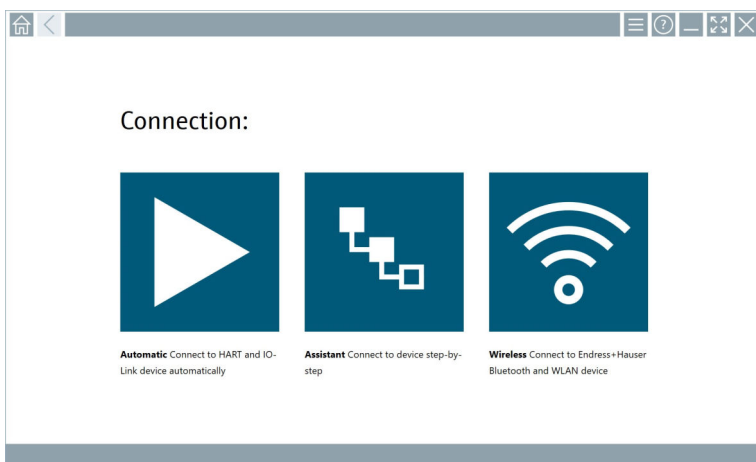 Connection:
Automatic Connect to HART and IO-
Link device automatically
Assistant Connect to device step-by-
step
Wireless Connect to Endress+Hauser
Bluetooth and WLAN device